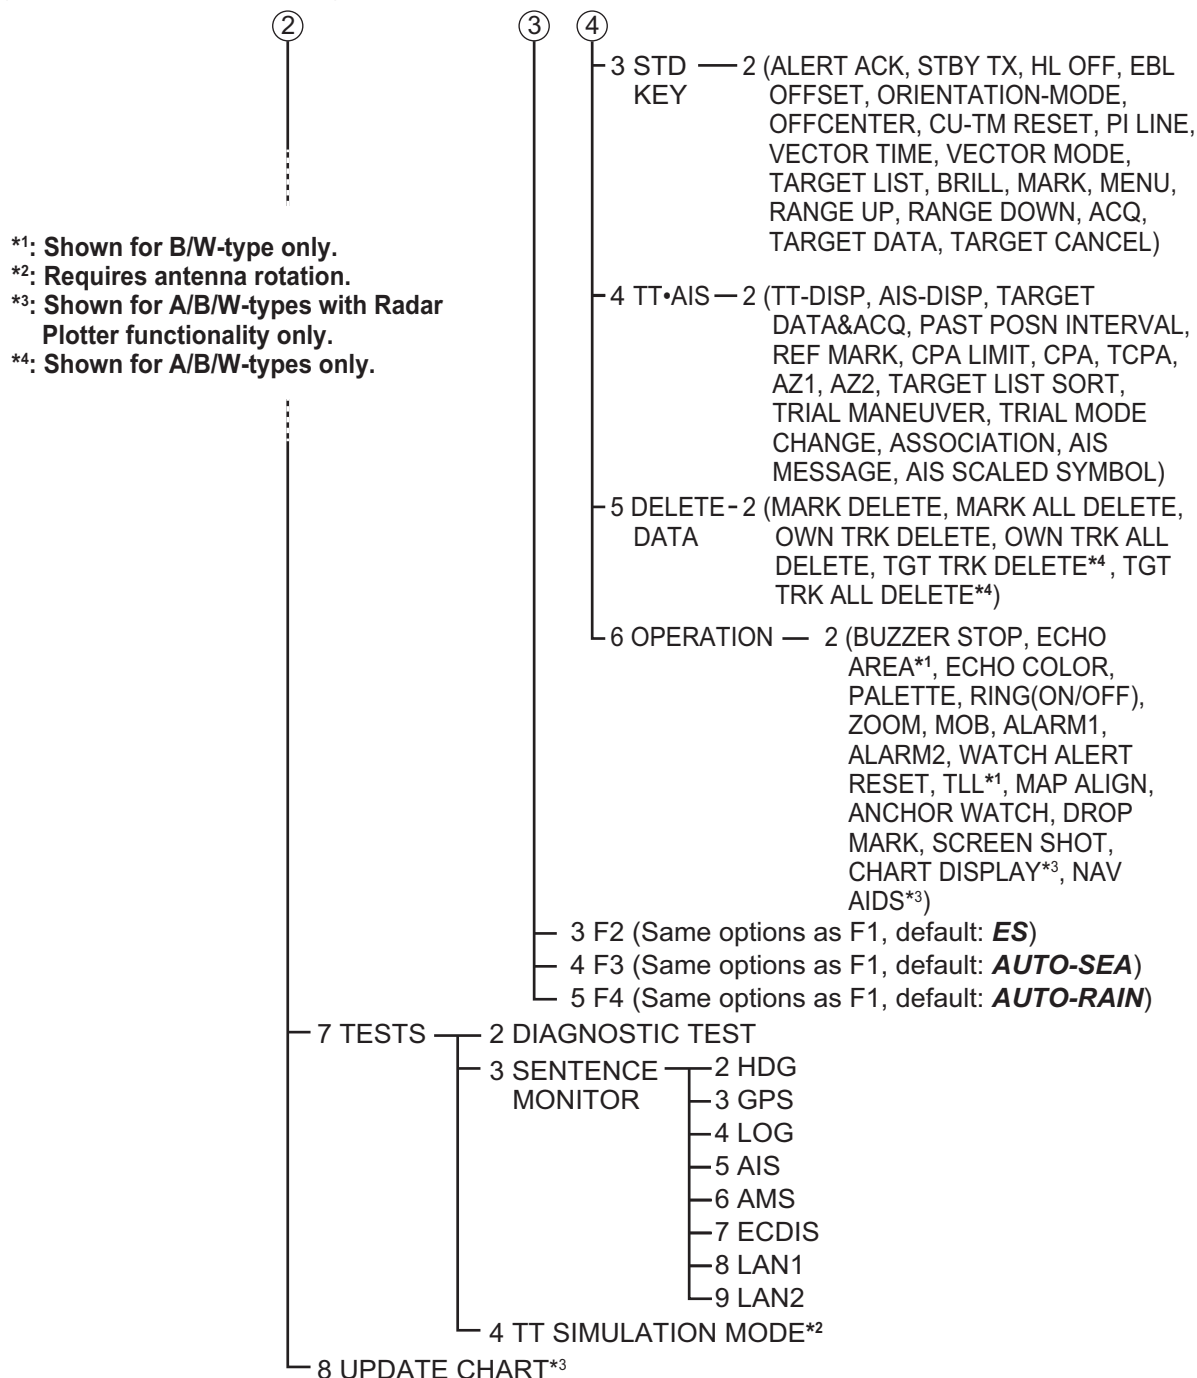 ② ③ ④
3 STD KEY
2 (ALERT ACK, STBY TX, HL OFF, EBL
OFFSET, ORIENTATION-MODE,
OFFCENTER, CU-TM RESET, PI LINE,
VECTOR TIME, VECTOR MODE,
TARGET LIST, BRILL, MARK, MENU,
RANGE UP, RANGE DOWN, ACQ,
TARGET DATA, TARGET CANCEL)
*1: Shown for B/W-type only.
*2: Requires antenna rotation.
*3: Shown for A/B/W-types with Radar
Plotter functionality only.
*4: Shown for A/B/W-types only.
4 TT•AIS
2 (TT-DISP, AIS-DISP, TARGET
DATA&ACQ, PAST POSN INTERVAL,
REF MARK, CPA LIMIT, CPA, TCPA,
AZ1, AZ2, TARGET LIST SORT,
TRIAL MANEUVER, TRIAL MODE
CHANGE, ASSOCIATION, AIS
MESSAGE, AIS SCALED SYMBOL)
5 DELETE
DATA
2 (MARK DELETE, MARK ALL DELETE,
OWN TRK DELETE, OWN TRK ALL
DELETE, TGT TRK DELETE*4 , TGT
TRK ALL DELETE*4)
6 OPERATION
2 (BUZZER STOP, ECHO
AREA*1, ECHO COLOR,
PALETTE, RING(ON/OFF),
ZOOM, MOB, ALARM1,
ALARM2, WATCH ALERT
RESET, TLL*1, MAP ALIGN,
ANCHOR WATCH, DROP
MARK, SCREEN SHOT,
CHART DISPLAY*3, NAV
AIDS*3)
3 F2 (Same options as F1, default: ES)
4 F3 (Same options as F1, default: AUTO-SEA)
5 F4 (Same options as F1, default: AUTO-RAIN)
7 TESTS
2 DIAGNOSTIC TEST
3 SENTENCE
MONITOR
2 HDG
3 GPS
4 LOG
5 AIS
6 AMS
7 ECDIS
8 LAN1
9 LAN2
4 TT SIMULATION MODE*2
8 UPDATE CHART*3